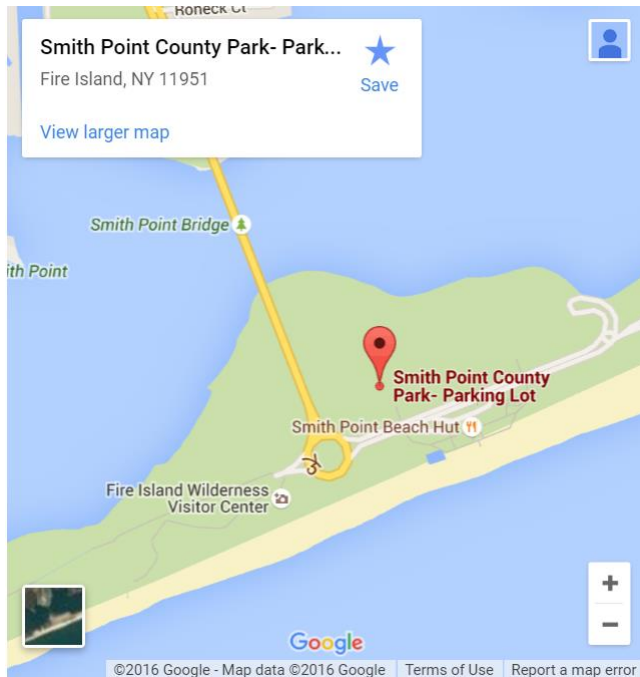 Roneck Ct
Smith Point County Park- Park...
Fire Island, NY 11951
Save
View larger map
Smith Point Bridge
ith Point
Smith Point County
Park- Parking Lot
Smith Point Beach Hut
Fire Island Wilderness
Visitor Center
+
−
Google
©2016 Google - Map data ©2016 Google
Terms of Use
Report a map error